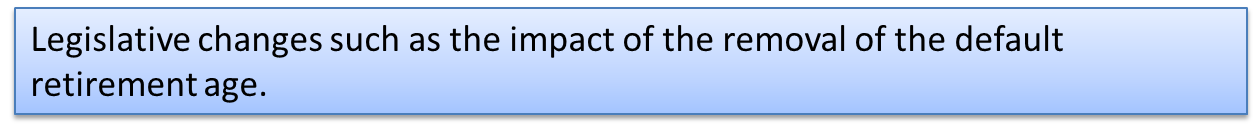 Legislative changes such as the impact of the removal of the default
retirement age.